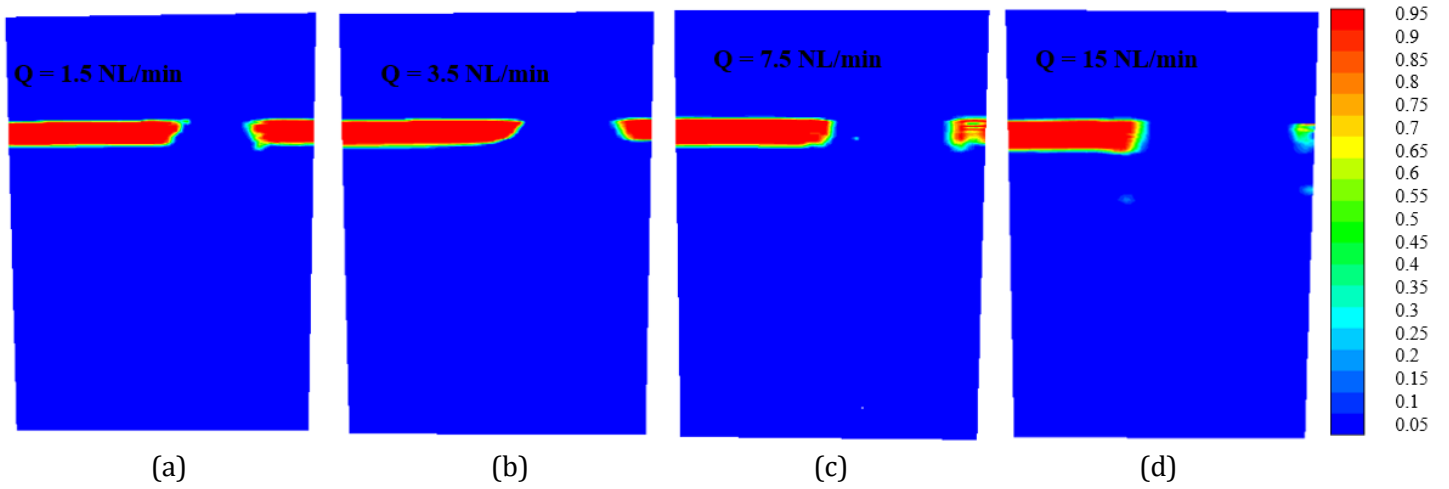 Q = 1.5 NL/min
Q = 3.5 NL/min
Q = 7.5 NL/min
Q = 15 NL/min
0.95
0.9
0.85
0.8
0.75
0.7
0.65
0.6
0.55
0.5
0.45
0.4
0.35
0.3
0.25
0.2
0.15
0.1
0.05
(a)
(b)
(c)
(d)